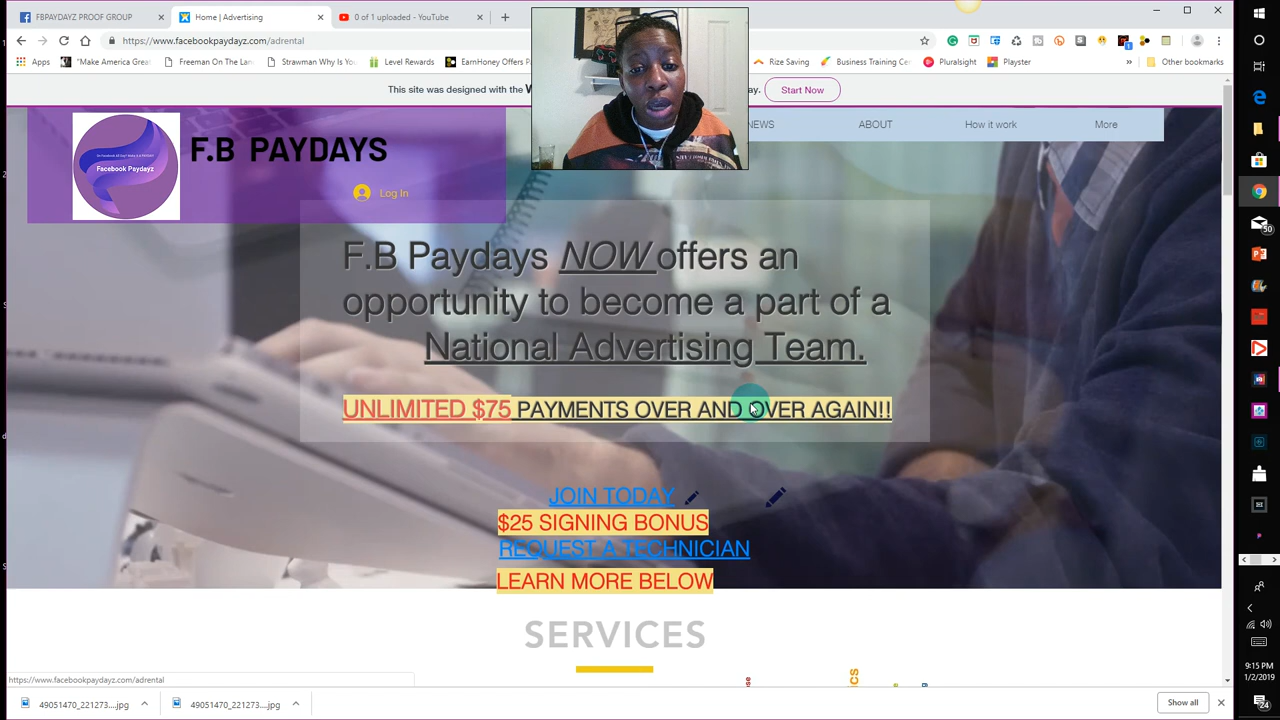 FBPAYDAYZ PROOF GROUP
Home | Advertising
0 of 1 uploaded - YouTube
https://www.facebookpaydayz.com/adrental
Apps
"Make America Grea
Freeman On The Lan
Strawman Why Is You
Level Rewards
EarnHoney Offers P
Rize Saving
Business Training Ce
Pluralsight
Playster
Other bookmarks
This site was designed with the
ay.
Start Now
NEWS
ABOUT
How it work
More
F.B PAYDAYS
Facebook Paydayz
Log In
F.B Paydays NOW offers an
opportunity to become a part of a
National Advertising Team.
UNLIMITED $75 PAYMENTS OVER AND OVER AGAIN!!
JOIN TODAY
$25 SIGNING BONUS
REQUEST A TECHNICIAN
LEARN MORE BELOW
SERVICES
https://www.facebookpaydayz.com/adrental
49051470_221273....jpg
49051470_221273....jpg
Show all
50
9:15 PM
1/2/2019
24